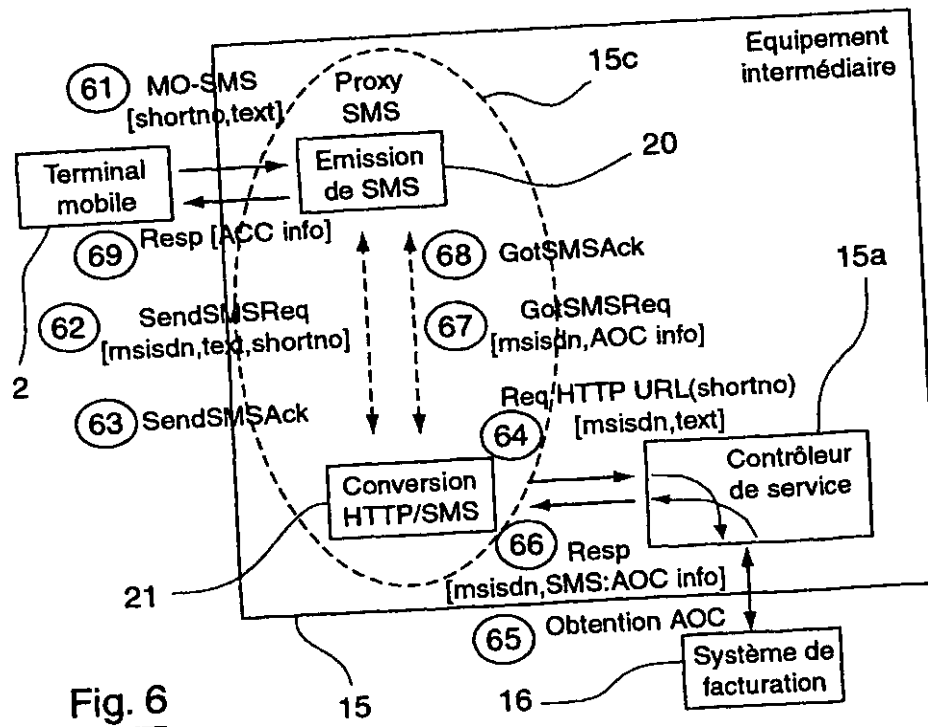 Equipement
intermédiaire
15c
61 MO-SMS
[shortno,text]
Proxy
SMS
20
Terminal
mobile
Emission
de SMS
69 Resp [ACC info]
68 GotSMSAck
15a
62 SendSMSReq
[msisdn,text,shortno]
67 GotSMSReq
[msisdn,AOC info]
2
63 SendSMSAck
64 Req HTTP URL(shortno)
[msisdn,text]
Conversion
HTTP/SMS
Contrôleur
de service
66 Resp
[msisdn,SMS:AOC info]
21
65 Obtention AOC
Système de
facturation
15
16
Fig. 6